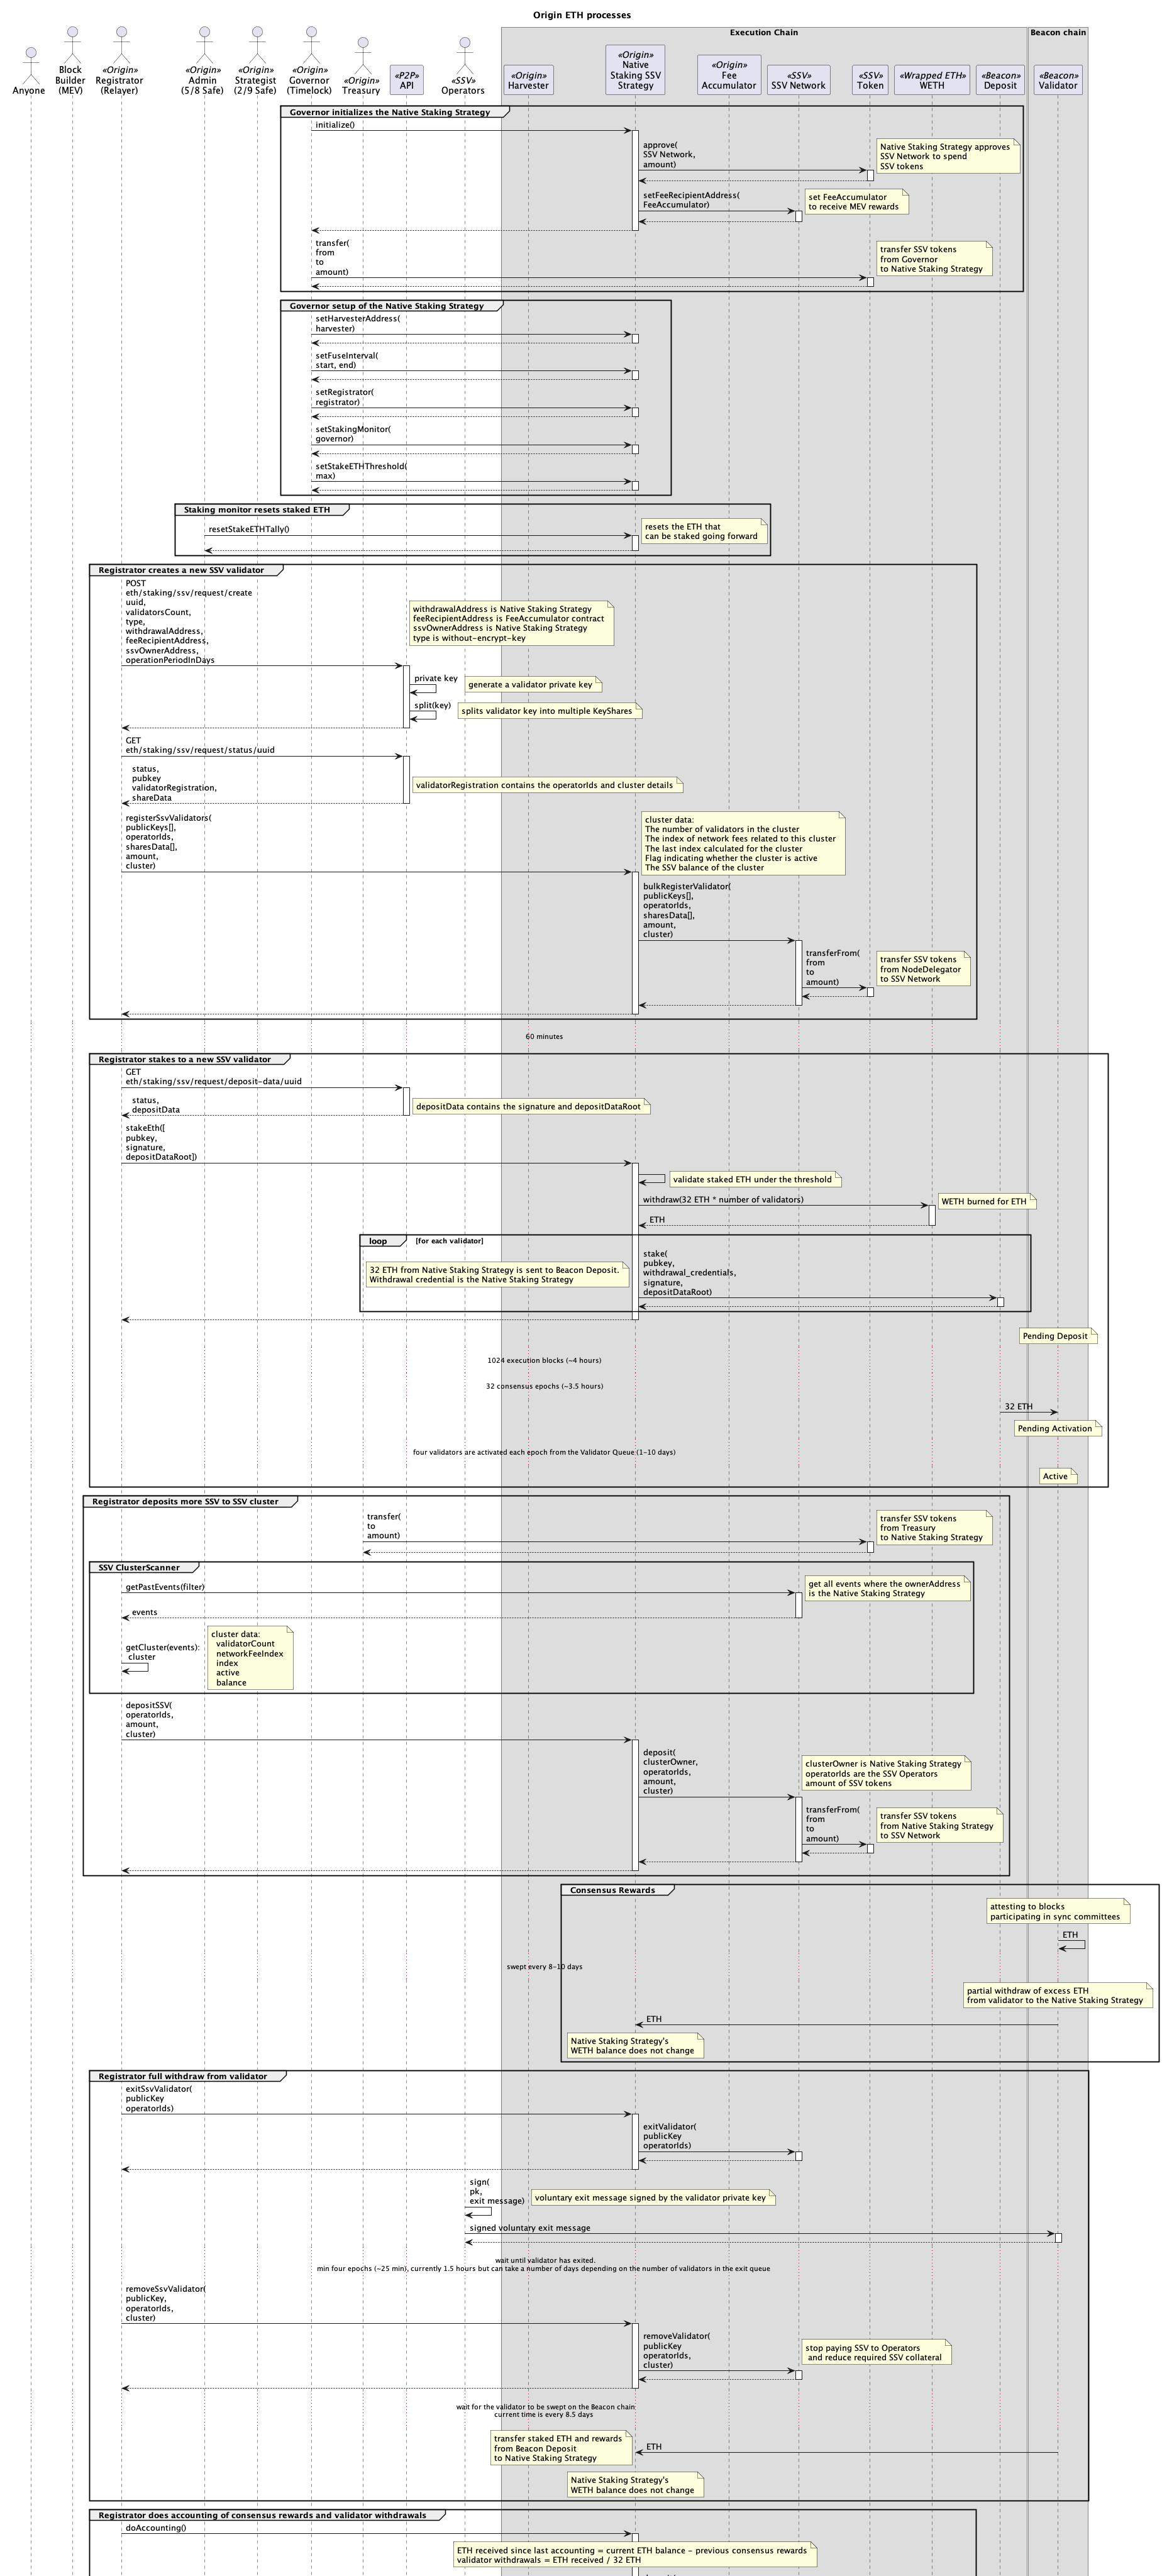 Origin ETH processes
Execution Chain
Beacon chain
Anyone
Block
Builder
(MEV)
«Origin»
Registrator
(Relayer)
«Origin»
Admin
(5/8 Safe)
«Origin»
Strategist
(2/9 Safe)
«Origin»
Governor
(Timelock)
«Origin»
Treasury
«P2P»
API
«SSV»
Operators
«Origin»
Harvester
«Origin»
Native
Staking SSV
Strategy
«Origin»
Fee
Accumulator
«SSV»
SSV Network
«SSV»
Token
«Wrapped ETH»
WETH
«Beacon»
Deposit
«Beacon»
Validator
Governor initializes the Native Staking Strategy
initialize()
approve(
SSV Network,
amount)
Native Staking Strategy approves
SSV Network to spend
SSV tokens
setFeeRecipientAddress(
FeeAccumulator)
set FeeAccumulator
to receive MEV rewards
transfer(
from
to
amount)
transfer SSV tokens
from Governor
to Native Staking Strategy
Governor setup of the Native Staking Strategy
setHarvesterAddress(
harvester)
setFuseInterval(
start, end)
setRegistrator(
registrator)
setStakingMonitor(
governor)
setStakeETHThreshold(
max)
Staking monitor resets staked ETH
resetStakeETHTally()
resets the ETH that
can be staked going forward
Registrator creates a new SSV validator
POST
eth/staking/ssv/request/create
uuid,
validatorsCount,
type,
withdrawalAddress,
feeRecipientAddress,
ssvOwnerAddress,
operationPeriodInDays
withdrawalAddress is Native Staking Strategy
feeRecipientAddress is FeeAccumulator contract
ssvOwnerAddress is Native Staking Strategy
type is without-encrypt-key
private key
generate a validator private key
split(key)
splits validator key into multiple KeyShares
GET
eth/staking/ssv/request/status/uuid
status,
pubkey
validatorRegistration,
shareData
validatorRegistration contains the operatorIds and cluster details
registerSsvValidators(
publicKeys[],
operatorIds,
sharesData[],
amount,
cluster)
cluster data:
The number of validators in the cluster
The index of network fees related to this cluster
The last index calculated for the cluster
Flag indicating whether the cluster is active
The SSV balance of the cluster
bulkRegisterValidator(
publicKeys[],
operatorIds,
sharesData[],
amount,
cluster)
transferFrom(
from
to
amount)
transfer SSV tokens
from NodeDelegator
to SSV Network
60 minutes
Registrator stakes to a new SSV validator
GET
eth/staking/ssv/request/deposit-data/uuid
status,
depositData
depositData contains the signature and depositDataRoot
stakeEth([
pubkey,
signature,
depositDataRoot])
validate staked ETH under the threshold
withdraw(32 ETH * number of validators)
WETH burned for ETH
ETH
loop
[for each validator]
32 ETH from Native Staking Strategy is sent to Beacon Deposit.
Withdrawal credential is the Native Staking Strategy
stake(
pubkey,
withdrawal_credentials,
signature,
depositDataRoot)
Pending Deposit
1024 execution blocks (~4 hours)
32 consensus epochs (~3.5 hours)
32 ETH
Pending Activation
four validators are activated each epoch from the Validator Queue (1-10 days)
Active
Registrator deposits more SSV to SSV cluster
transfer(
to
amount)
transfer SSV tokens
from Treasury
to Native Staking Strategy
SSV ClusterScanner
getPastEvents(filter)
get all events where the ownerAddress
is the Native Staking Strategy
events
getCluster(events):
cluster
cluster data:
validatorCount
networkFeeIndex
index
active
balance
depositSSV(
operatorIds,
amount,
cluster)
deposit(
clusterOwner,
operatorIds,
amount,
cluster)
clusterOwner is Native Staking Strategy
operatorIds are the SSV Operators
amount of SSV tokens
transferFrom(
from
to
amount)
transfer SSV tokens
from Native Staking Strategy
to SSV Network
Consensus Rewards
attesting to blocks
participating in sync committees
ETH
swept every 8-10 days
partial withdraw of excess ETH
from validator to the Native Staking Strategy
ETH
Native Staking Strategy's
WETH balance does not change
Registrator full withdraw from validator
exitSsvValidator(
publicKey
operatorIds)
exitValidator(
publicKey
operatorIds)
sign(
pk,
exit message)
voluntary exit message signed by the validator private key
signed voluntary exit message
wait until validator has exited.
min four epochs (~25 min), currently 1.5 hours but can take a number of days depending on the number of validators in the exit queue
removeSsvValidator(
publicKey,
operatorIds,
cluster)
removeValidator(
publicKey
operatorIds,
cluster)
stop paying SSV to Operators
and reduce required SSV collateral
wait for the validator to be swept on the Beacon chain
current time is every 8.5 days
transfer staked ETH and rewards
from Beacon Deposit
to Native Staking Strategy
ETH
Native Staking Strategy's
WETH balance does not change
Registrator does accounting of consensus rewards and validator withdrawals
doAccounting()
ETH received since last accounting = current ETH balance - previous consensus rewards
validator withdrawals = ETH received / 32 ETH